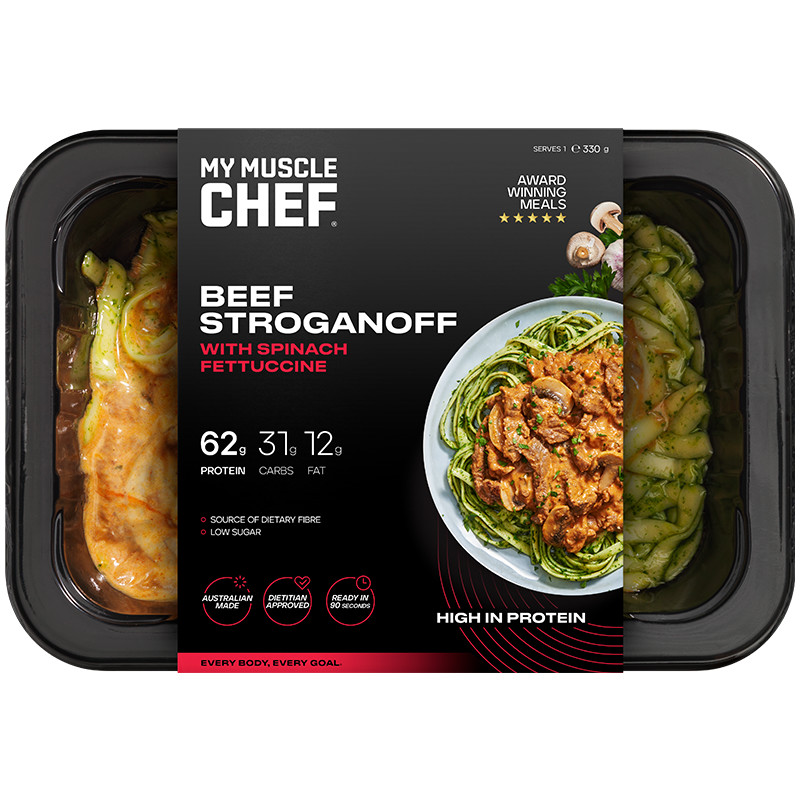 SERVES 1 ℮ 330 g
MY MUSCLE
CHEF®
AWARD
WINNING
MEALS
BEEF
STROGANOFF
WITH SPINACH
FETTUCCINE
62g 31g 12g
PROTEIN CARBS FAT
SOURCE OF DIETARY FIBRE
LOW SUGAR
AUSTRALIAN
MADE
DIETITIAN
APPROVED
READY IN
90 SECONDS
HIGH IN PROTEIN
EVERY BODY, EVERY GOAL.